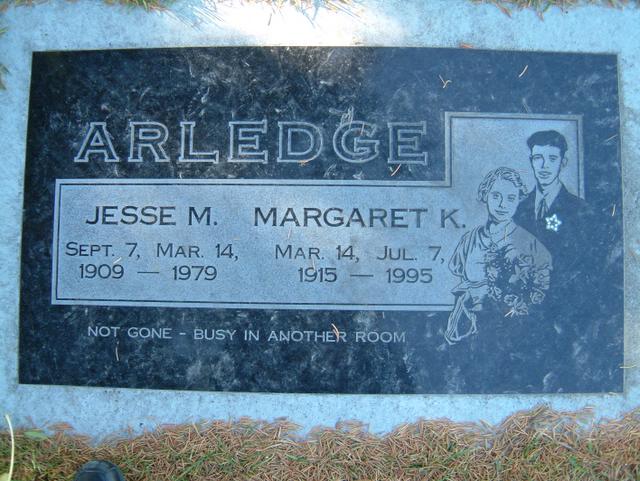 ARLEDGE
JESSE M. MARGARET K.
SEPT. 7, MAR. 14, MAR. 14, JUL. 7,
1909 — 1979 1915 — 1995
NOT GONE - BUSY IN ANOTHER ROOM